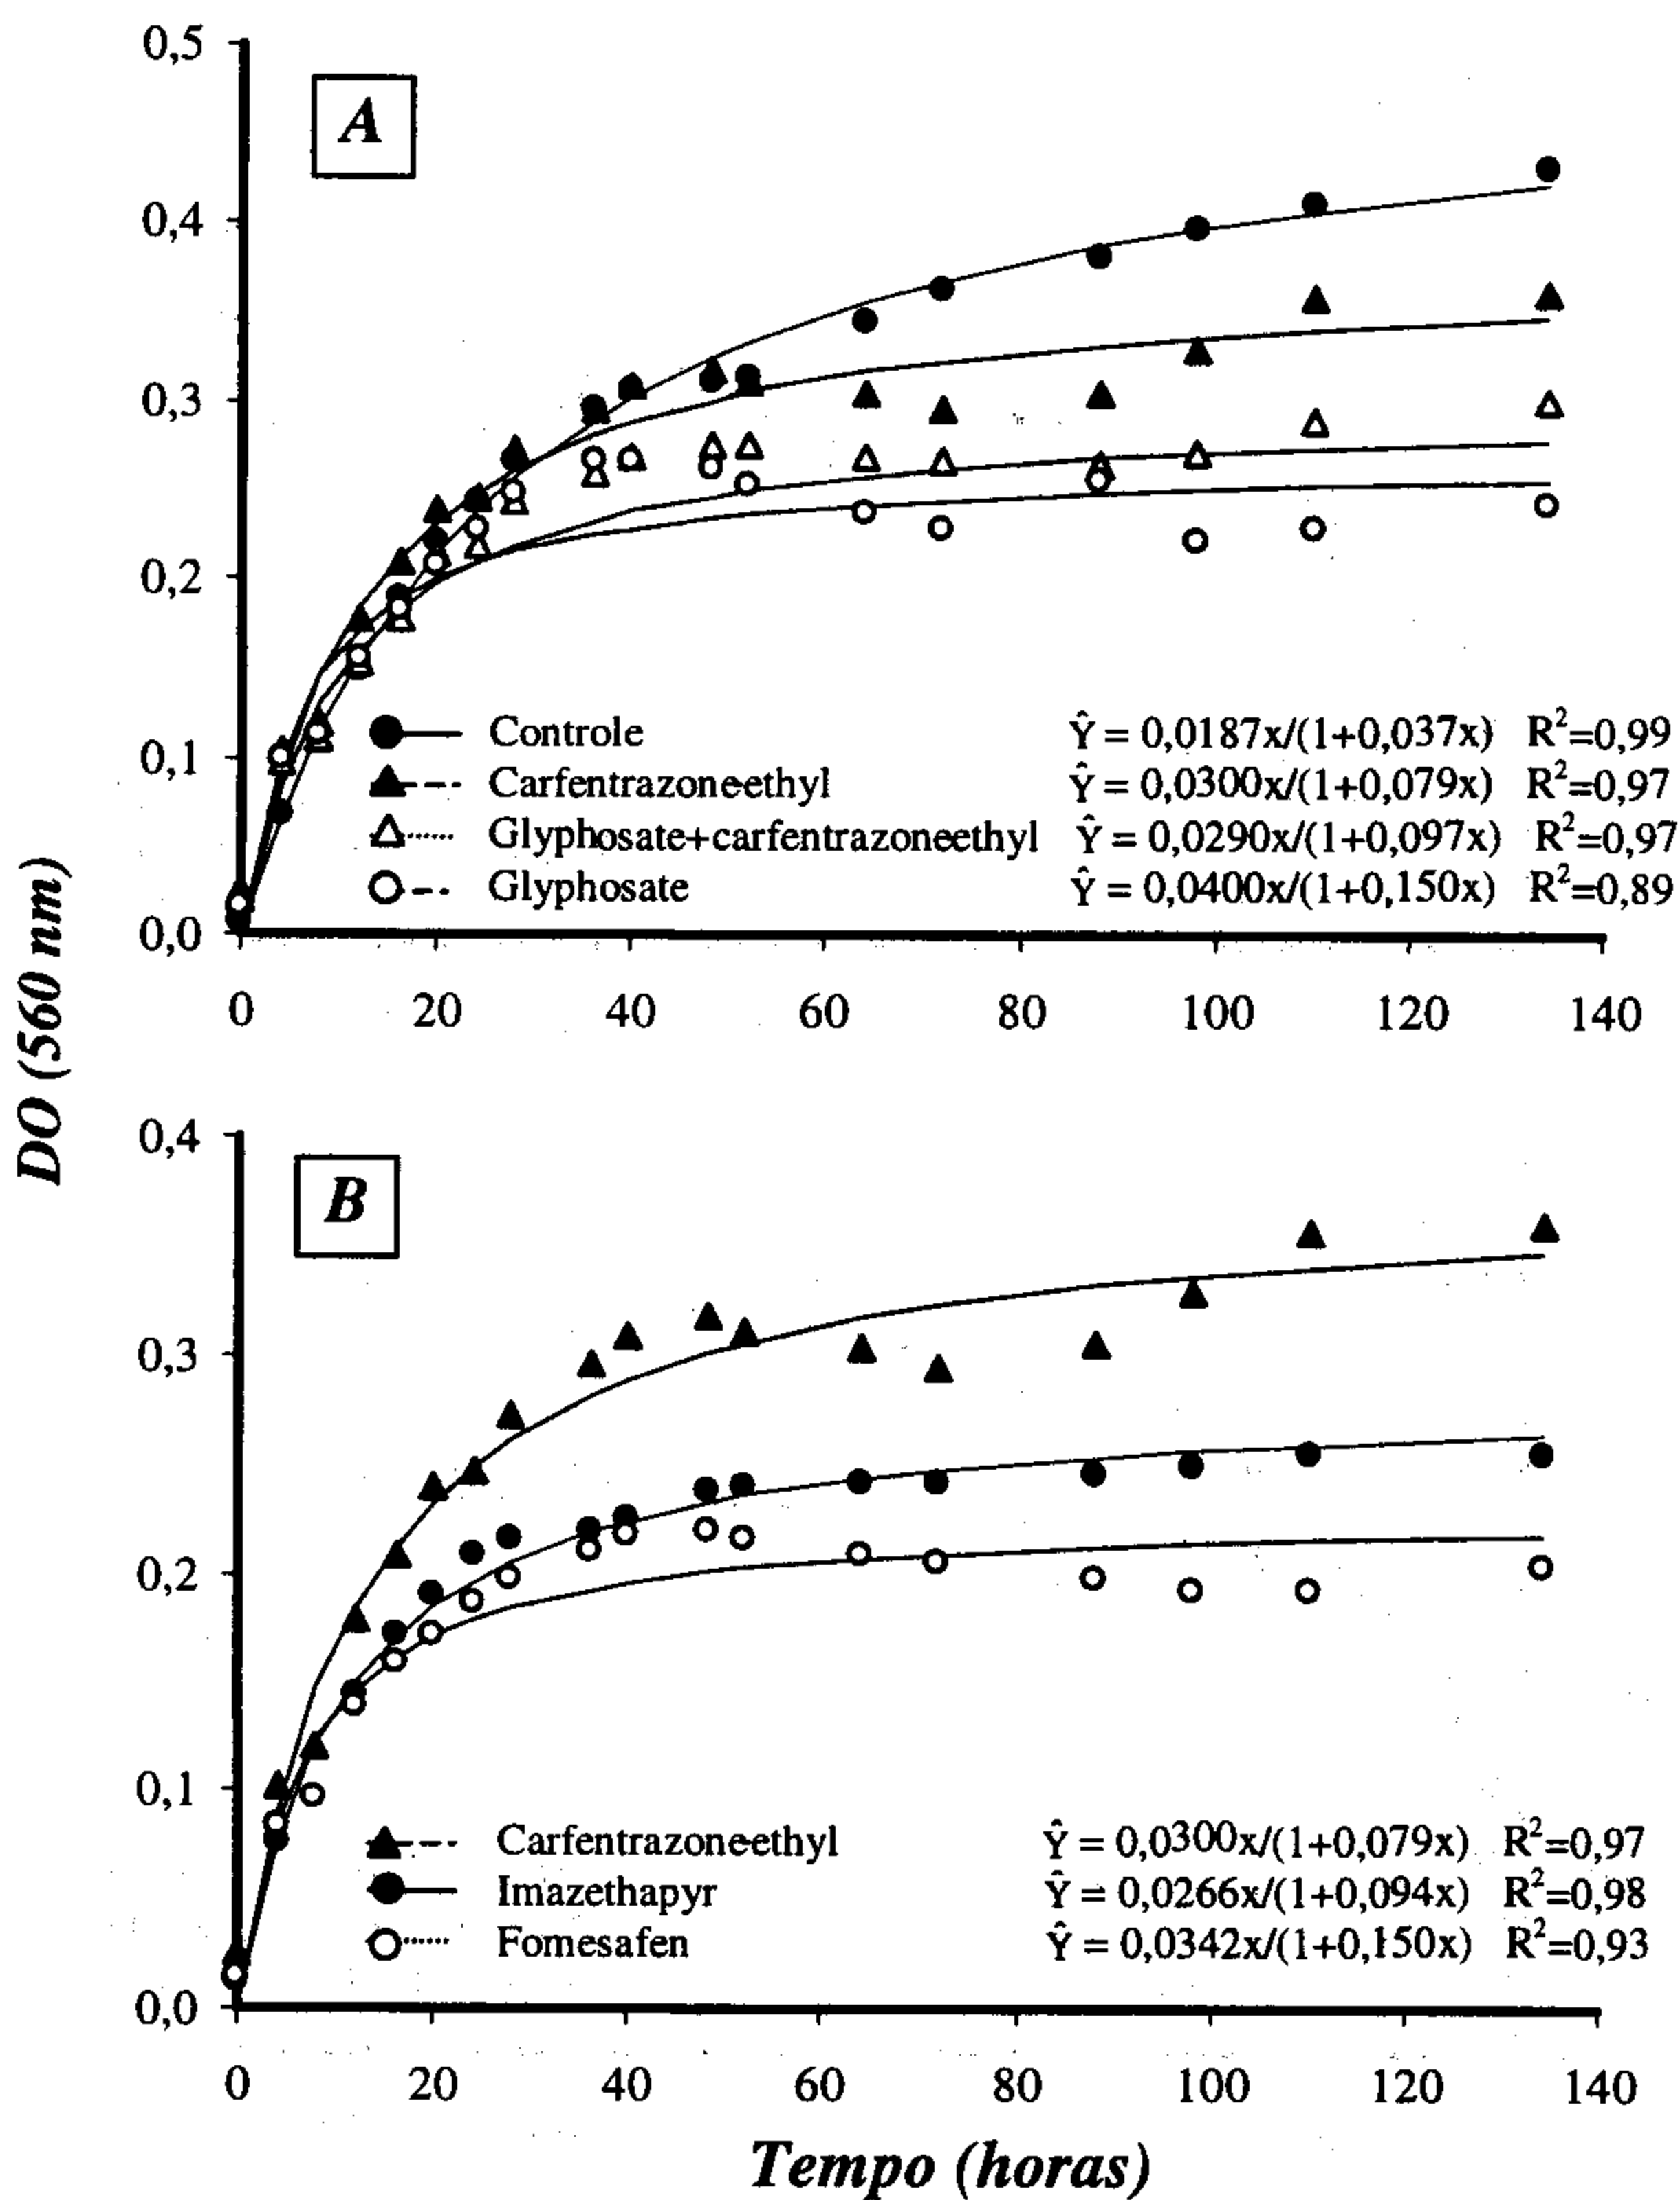 DO (560 nm)
0,5
0,4
0,3
0,2
0,1
0,0
A
Controle Ŷ = 0,0187x/(1+0,037x) R²=0,99
Carfentrazone-ethyl Ŷ = 0,0300x/(1+0,079x) R²=0,97
Glyphosate+carfentrazoneethyl Ŷ = 0,0290x/(1+0,097x) R²=0,97
Glyphosate Ŷ = 0,0400x/(1+0,150x) R²=0,89
0 20 40 60 80 100 120 140
0,4
0,3
0,2
0,1
0,0
B
Carfentrazone-ethyl Ŷ = 0,0300x/(1+0,079x) R²=0,97
Imazethapyr Ŷ = 0,0266x/(1+0,094x) R²=0,98
Fomesafen Ŷ = 0,0342x/(1+0,150x) R²=0,93
0 20 40 60 80 100 120 140
Tempo (horas)